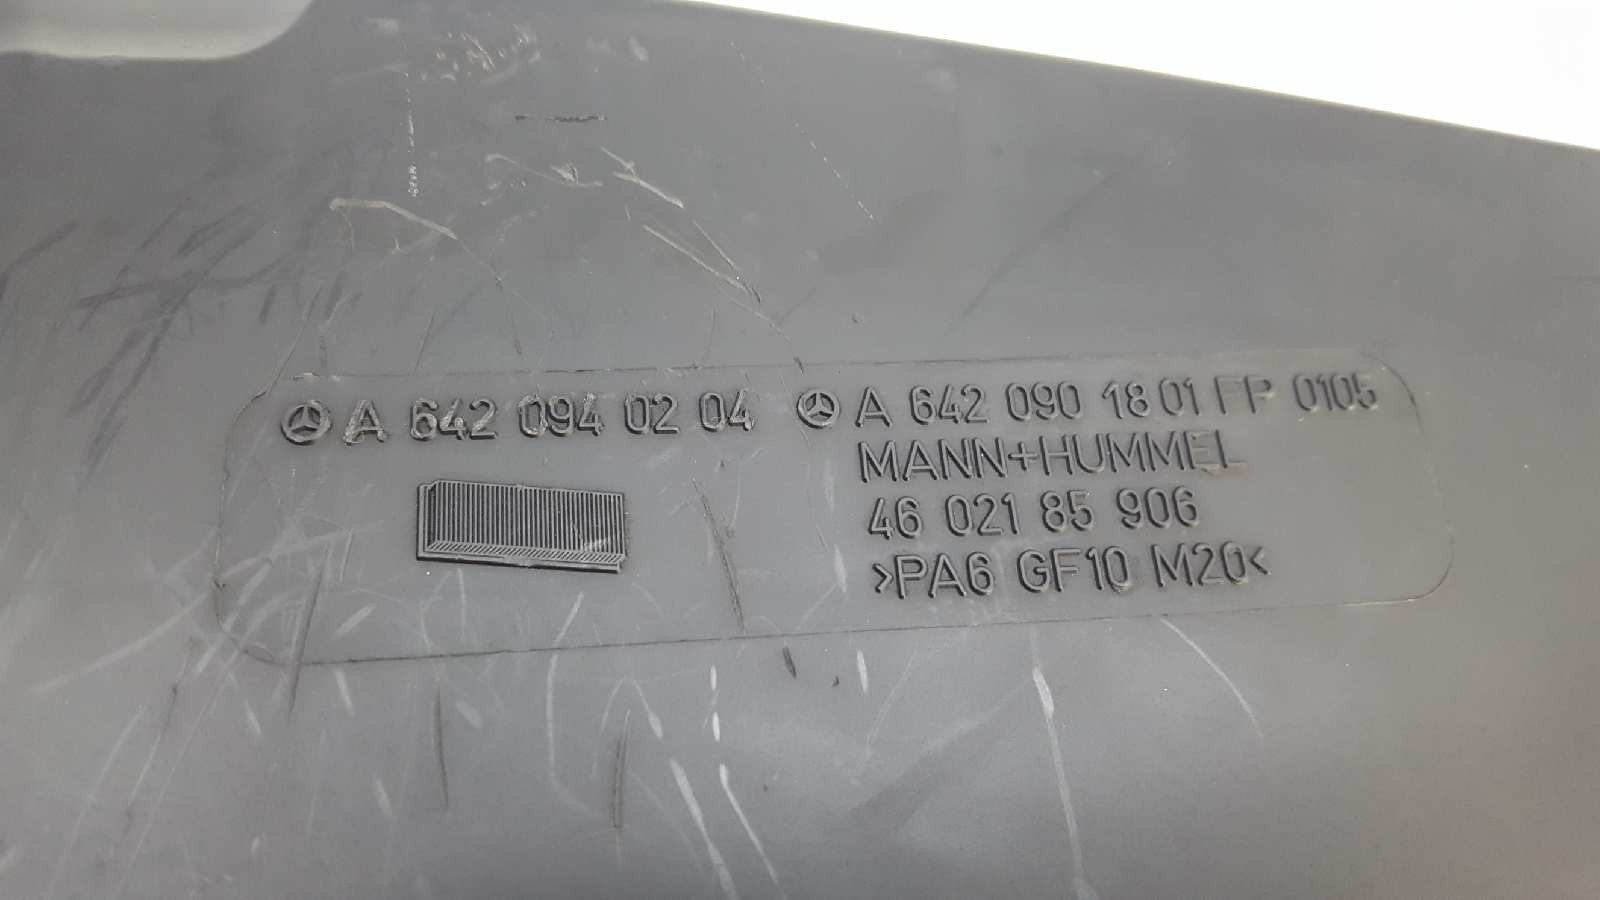 A 642 094 02 04
A 642 090 18 01 FP 0105
MANN+HUMMEL
46 021 85 906
>PA6 GF10 M20<